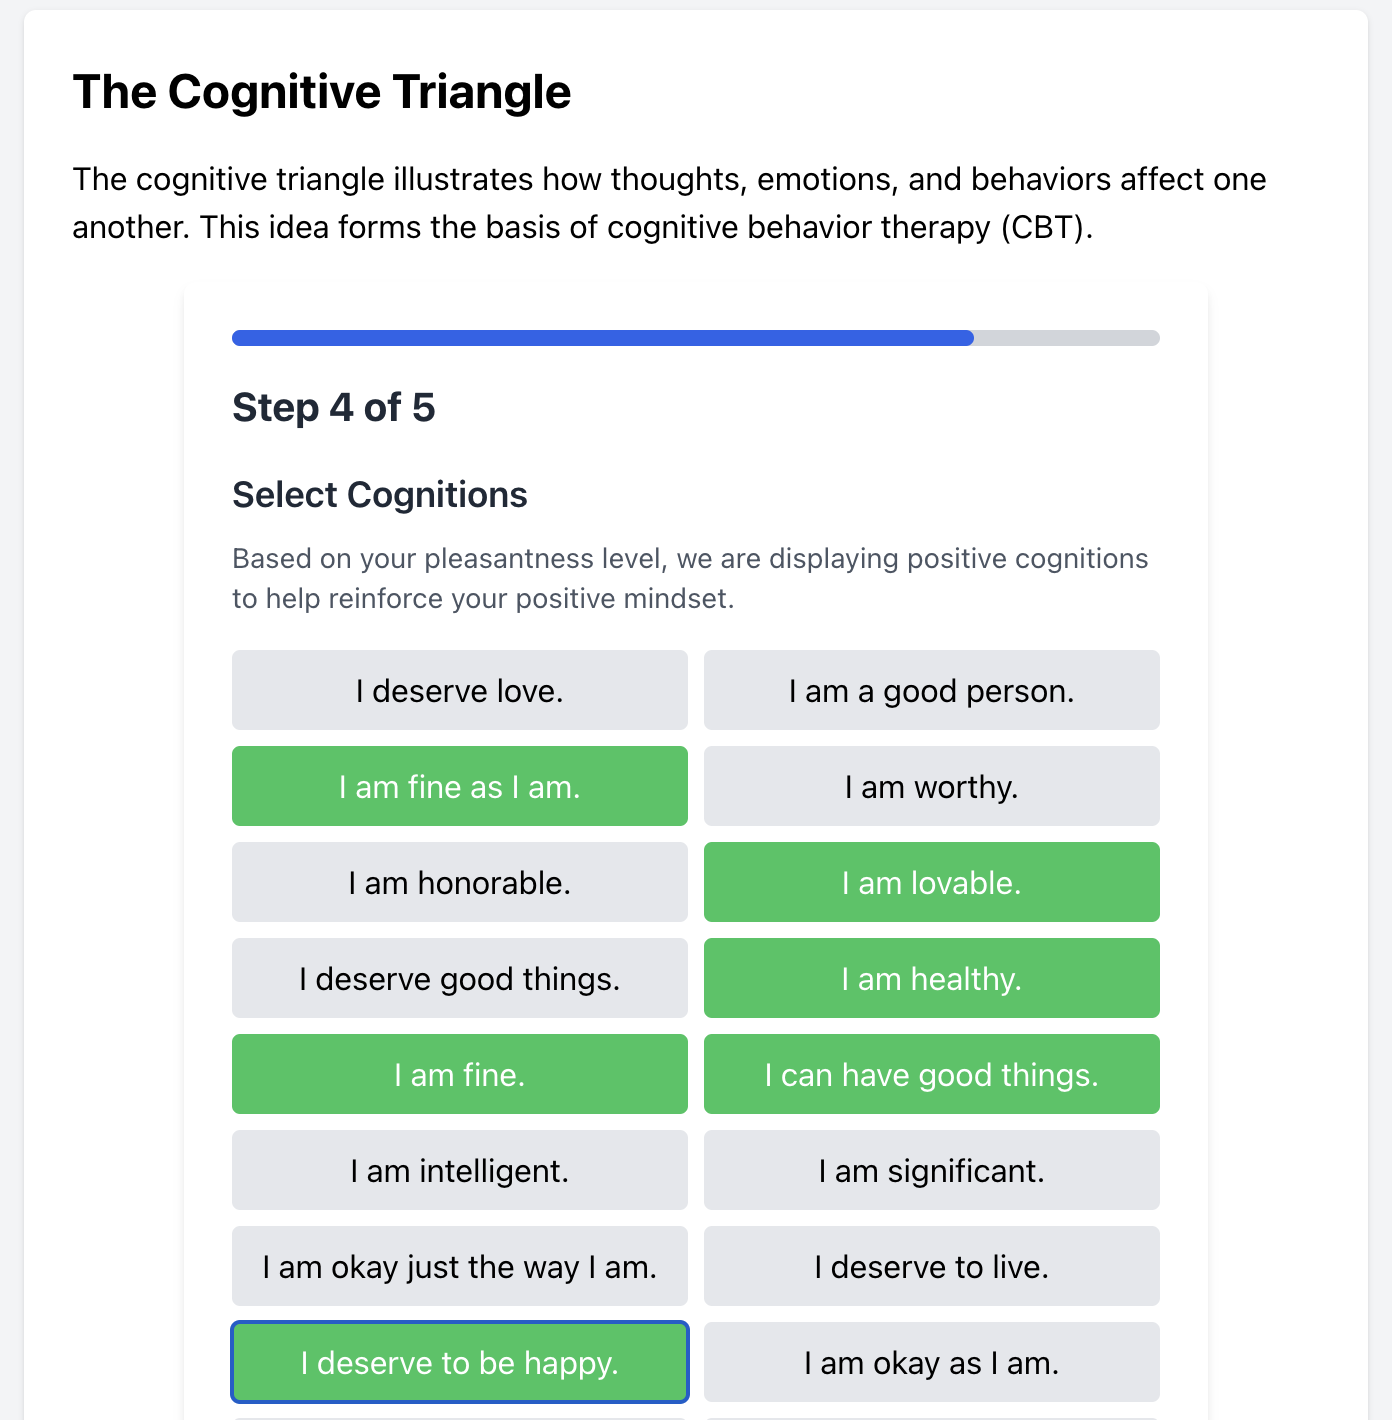 The Cognitive Triangle
The cognitive triangle illustrates how thoughts, emotions, and behaviors affect one
another. This idea forms the basis of cognitive behavior therapy (CBT).
Step 4 of 5
Select Cognitions
Based on your pleasantness level, we are displaying positive cognitions
to help reinforce your positive mindset.
I deserve love.
I am a good person.
I am fine as I am.
I am worthy.
I am honorable.
I am lovable.
I deserve good things.
I am healthy.
I am fine.
I can have good things.
I am intelligent.
I am significant.
I am okay just the way I am.
I deserve to live.
I deserve to be happy.
I am okay as I am.